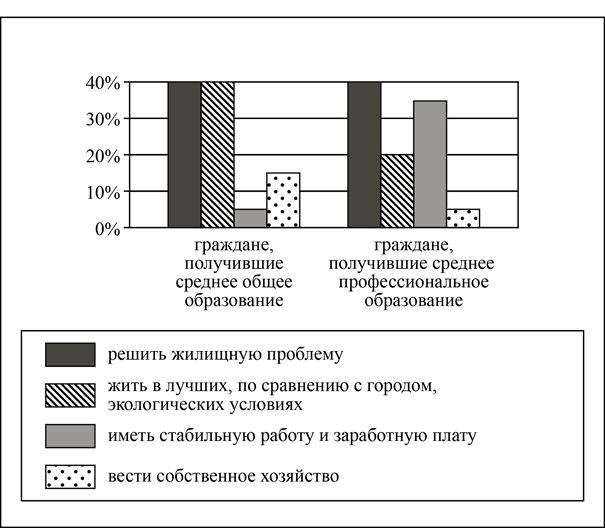 40%
30%
20%
10%
0%
граждане,
получившие
среднее общее
образование
граждане,
получившие среднее
профессиональное
образование
решить жилищную проблему
жить в лучших, по сравнению с городом,
экологических условиях
иметь стабильную работу и заработную плату
вести собственное хозяйство